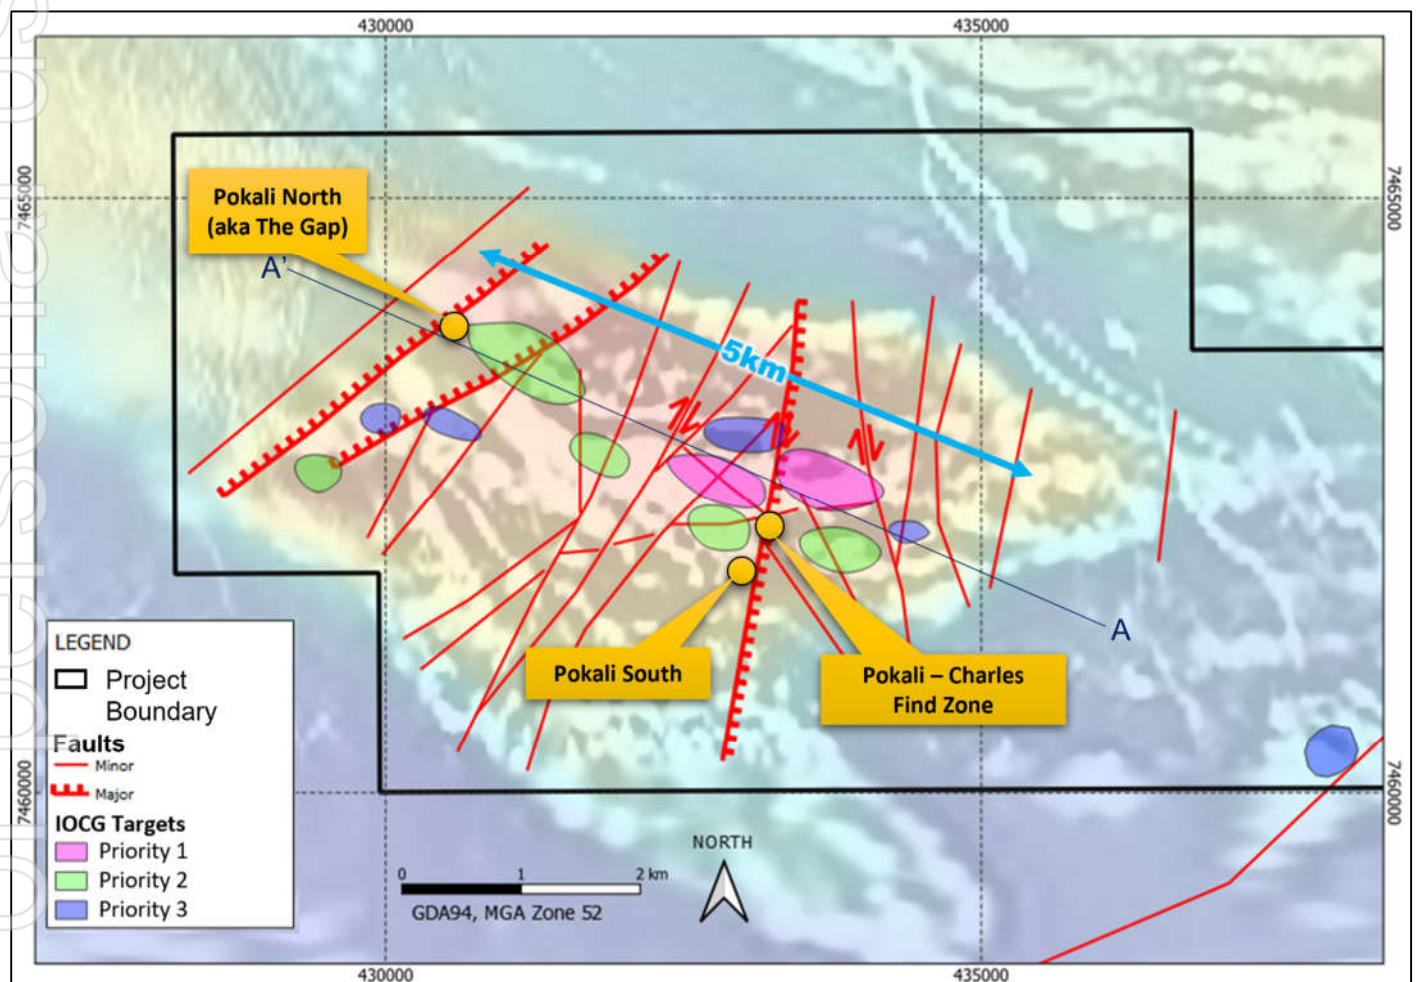 430000
435000
7465000
7465000
Pokali North
(aka The Gap)
A'
5km
A
Pokali South
Pokali – Charles
Find Zone
LEGEND
Project
Boundary
Faults
Minor
Major
IOCG Targets
Priority 1
Priority 2
Priority 3
7460000
7460000
NORTH
0 1 2 km
GDA94, MGA Zone 52
430000
435000